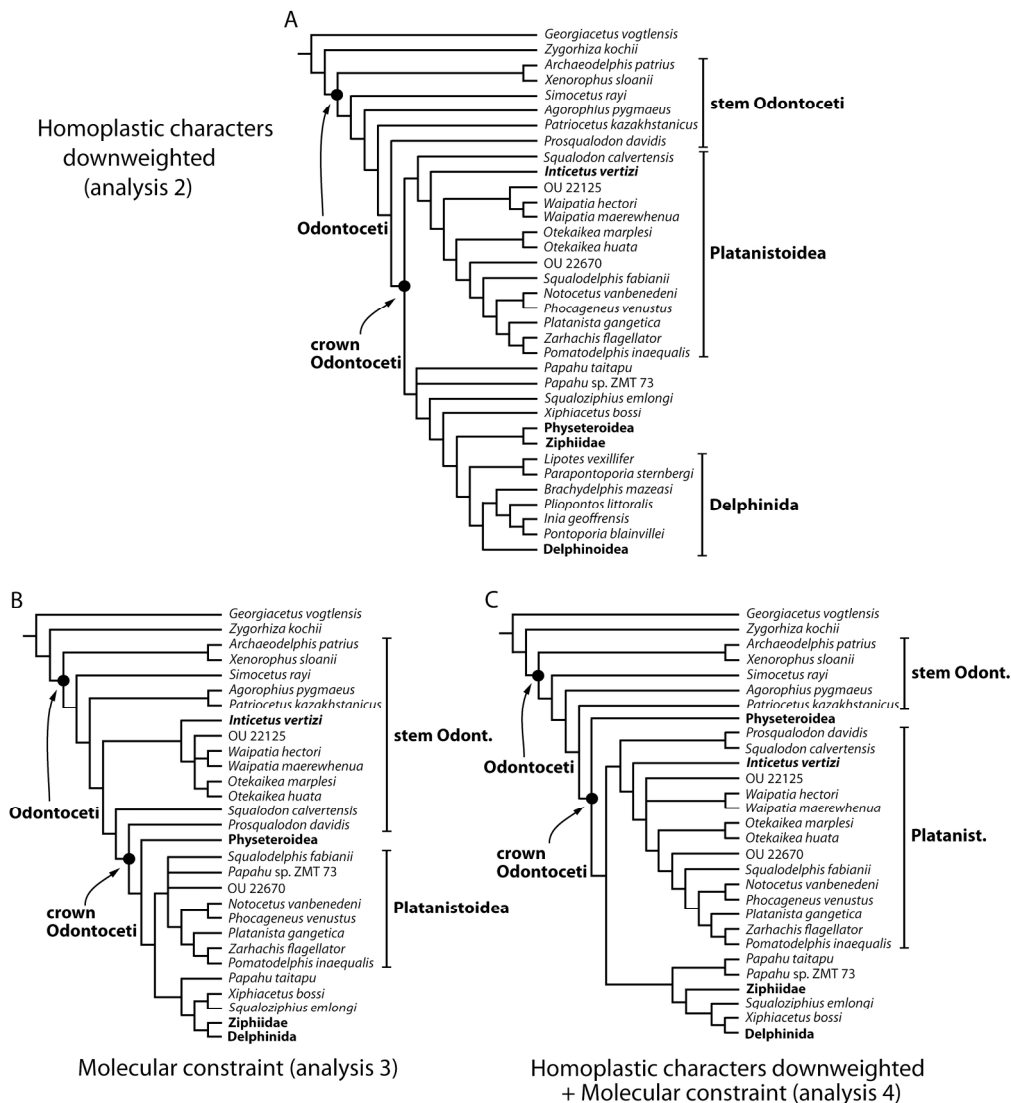 A
Georgiacetus vogtlensis
Zygorhiza kochii
Archaeodelphis patrius
Xenorophus sloanii
Simocetus rayi
Agorophius pygmaeus
Patriocetus kazakhstanicus
Prosqualodon davidis
Squalodon calvertensis
Inticetus vertizi
OU 22125
Waipatia hectori
Waipatia maerewhenua
Otekaikea marplesi
Otekaikea huata
OU 22670
Squalodelphis fabianii
Notocetus vanbenedeni
Phocageneus venustus
Platanista gangetica
Zarhachis flagellator
Pomatodelphis inaequalis
Papahu taitapu
Papahu sp. ZMT 73
Squaloziphius emlongi
Xiphiacetus bossi
Physeteroidea
Ziphiidae
Lipotes vexillifer
Parapontoporia sternbergi
Brachydelphis mazeasi
Pliopontos littoralis
Inia geoffrensis
Pontoporia blainvillei
Delphinoidea
stem Odontoceti
Platanistoidea
Delphinida
Homoplastic characters
downweighted
(analysis 2)
Odontoceti
crown
Odontoceti
B
Georgiacetus vogtlensis
Zygorhiza kochii
Archaeodelphis patrius
Xenorophus sloanii
Simocetus rayi
Agorophius pygmaeus
Patriocetus kazakhstanicus
Inticetus vertizi
OU 22125
Waipatia hectori
Waipatia maerewhenua
Otekaikea marplesi
Otekaikea huata
Squalodon calvertensis
Prosqualodon davidis
Physeteroidea
Squalodelphis fabianii
Papahu sp. ZMT 73
OU 22670
Notocetus vanbenedeni
Phocageneus venustus
Platanista gangetica
Zarhachis flagellator
Pomatodelphis inaequalis
Papahu taitapu
Xiphiacetus bossi
Squaloziphius emlongi
Ziphiidae
Delphinida
stem Odont.
Platanistoidea
Odontoceti
crown
Odontoceti
Molecular constraint (analysis 3)
C
Georgiacetus vogtlensis
Zygorhiza kochii
Archaeodelphis patrius
Xenorophus sloanii
Simocetus rayi
Agorophius pygmaeus
Patriocetus kazakhstanicus
Physeteroidea
Prosqualodon davidis
Squalodon calvertensis
Inticetus vertizi
OU 22125
Waipatia hectori
Waipatia maerewhenua
Otekaikea marplesi
Otekaikea huata
OU 22670
Squalodelphis fabianii
Notocetus vanbenedeni
Phocageneus venustus
Platanista gangetica
Zarhachis flagellator
Pomatodelphis inaequalis
Papahu taitapu
Papahu sp. ZMT 73
Ziphiidae
Squaloziphius emlongi
Xiphiacetus bossi
Delphinida
stem Odont.
Platanist.
Odontoceti
crown
Odontoceti
Homoplastic characters downweighted
+ Molecular constraint (analysis 4)